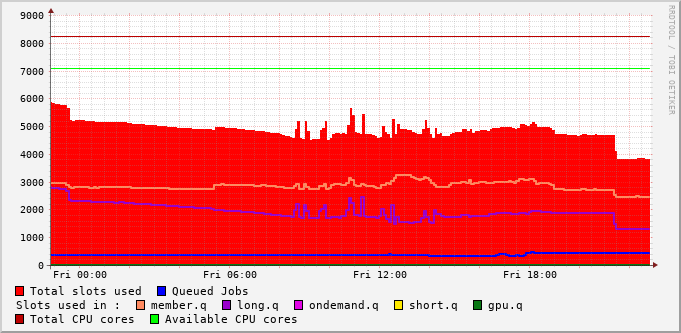 9000
8000
7000
6000
5000
4000
3000
2000
1000
0
Fri 00:00 Fri 06:00 Fri 12:00 Fri 18:00
RRDTOOL / TOBI OETIKER
Total slots used Queued Jobs
Slots used in : member.q long.q ondemand.q short.q gpu.q
Total CPU cores Available CPU cores